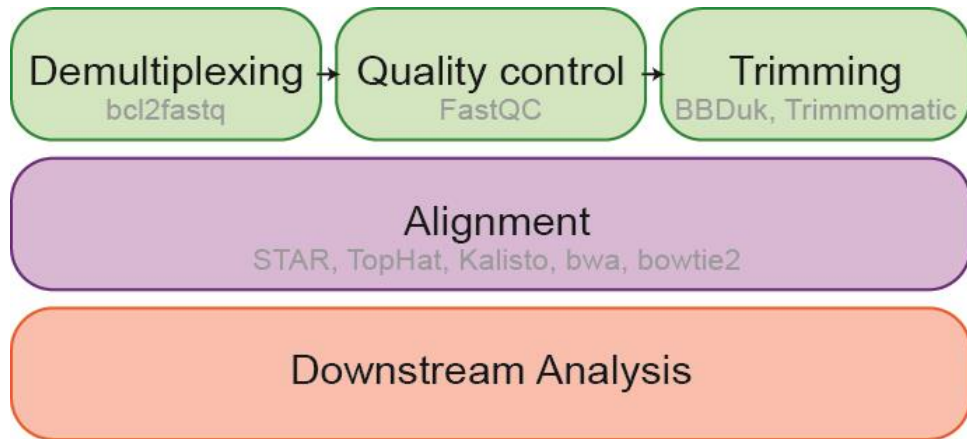 Demultiplexing
bcl2fastq
Quality control
FastQC
Trimming
BBDuk, Trimmomatic
Alignment
STAR, TopHat, Kalisto, bwa, bowtie2
Downstream Analysis